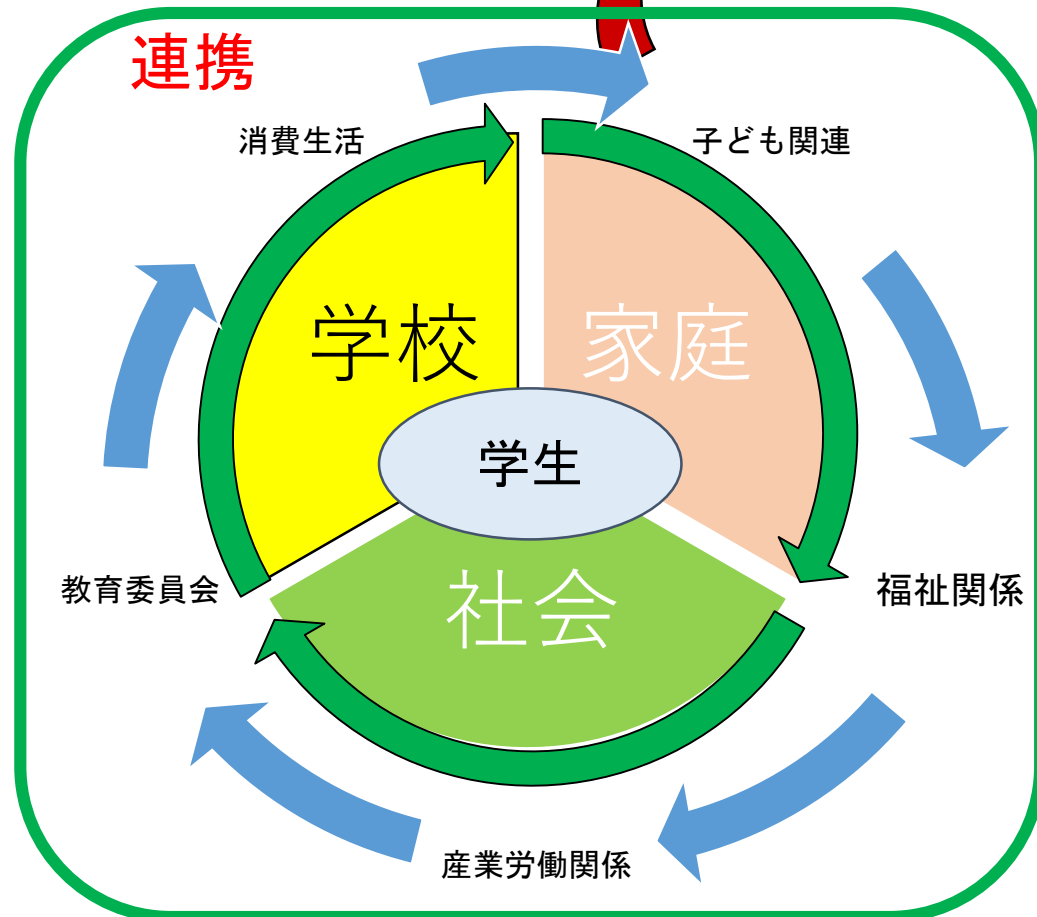 連携
消費生活
子ども関連
学校
家庭
学生
教育委員会
社会
福祉関係
産業労働関係